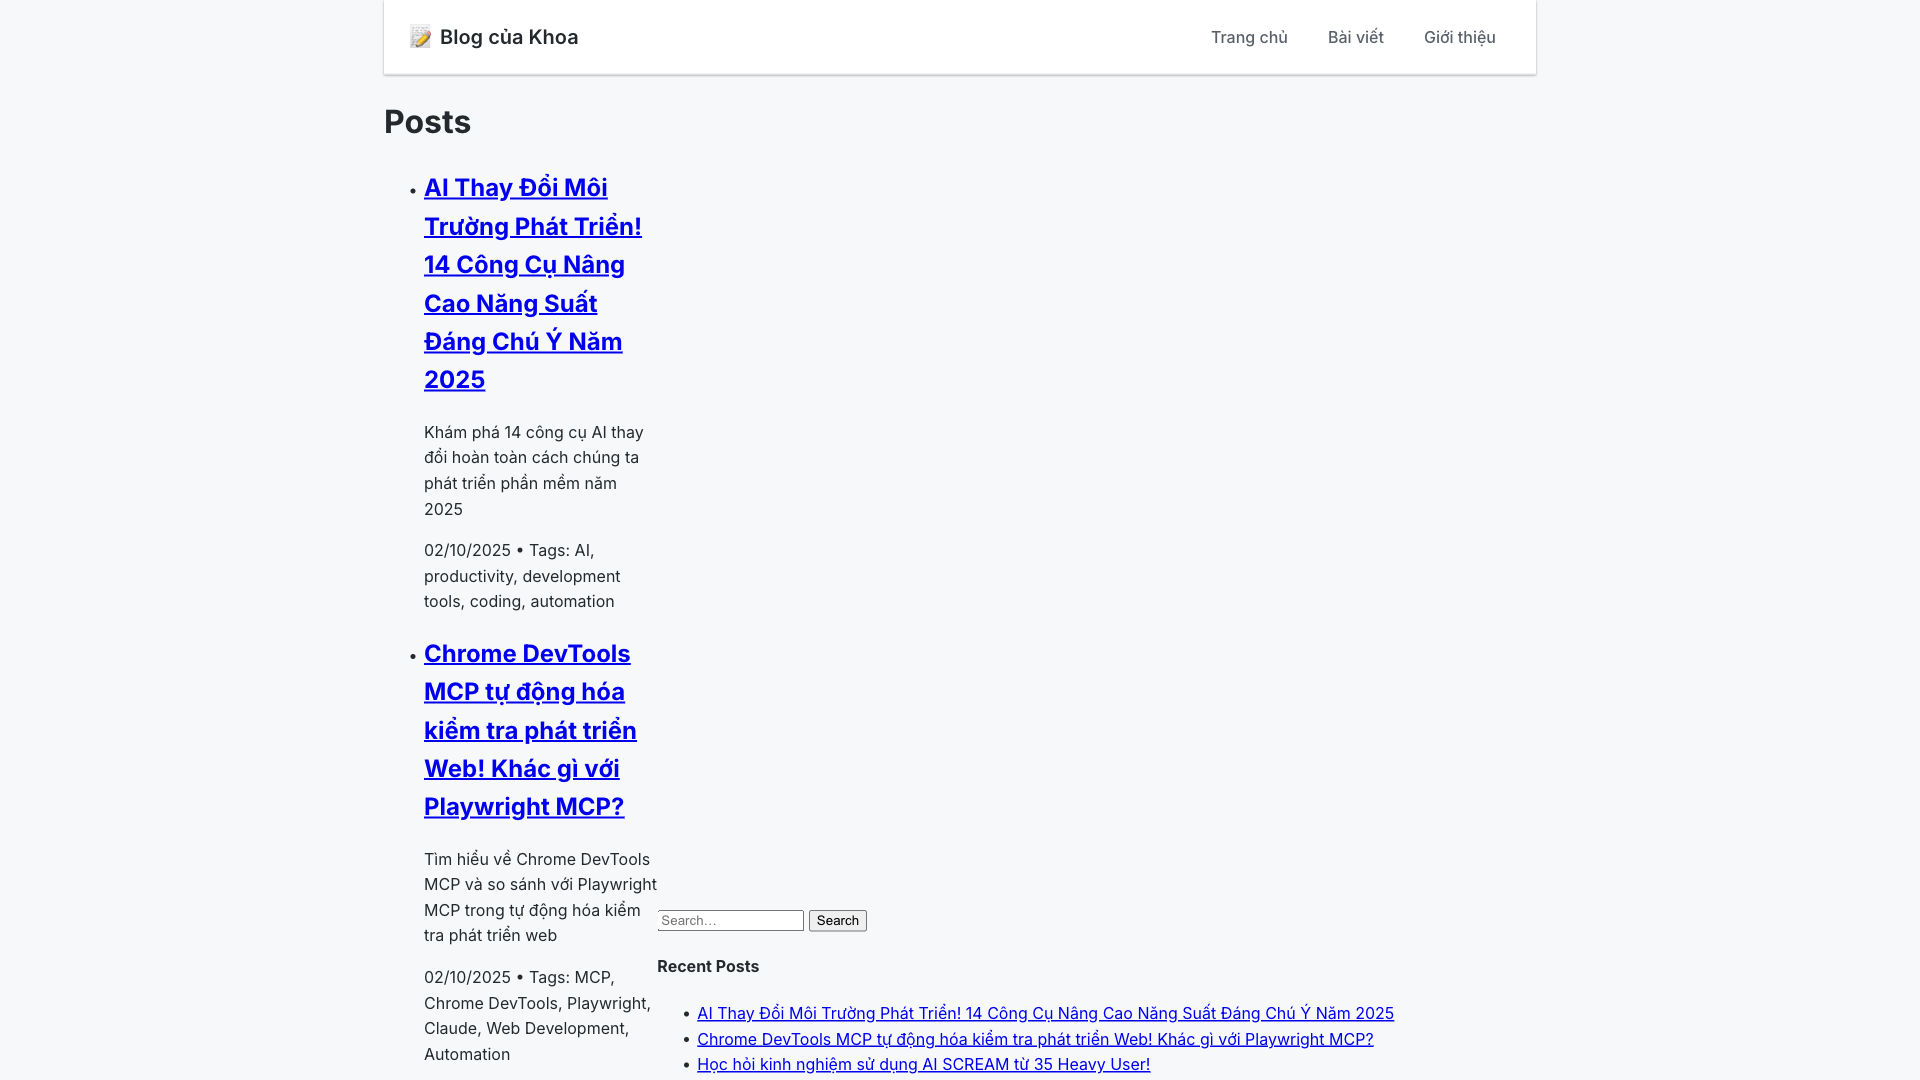 Blog của Khoa
Trang chủ
Bài viết
Giới thiệu
Posts
AI Thay Đổi Môi
Trường Phát Triển!
14 Công Cụ Nâng
Cao Năng Suất
Đáng Chú Ý Năm
2025
Khám phá 14 công cụ AI thay
đổi hoàn toàn cách chúng ta
phát triển phần mềm năm
2025
02/10/2025 • Tags: AI,
productivity, development
tools, coding, automation
Chrome DevTools
MCP tự động hóa
kiểm tra phát triển
Web! Khác gì với
Playwright MCP?
Tìm hiểu về Chrome DevTools
MCP và so sánh với Playwright
MCP trong tự động hóa kiểm
tra phát triển web
02/10/2025 • Tags: MCP,
Chrome DevTools, Playwright,
Claude, Web Development,
Automation
Search...
Search
Recent Posts
AI Thay Đổi Môi Trường Phát Triển! 14 Công Cụ Nâng Cao Năng Suất Đáng Chú Ý Năm 2025
Chrome DevTools MCP tự động hóa kiểm tra phát triển Web! Khác gì với Playwright MCP?
Học hỏi kinh nghiệm sử dụng AI SCREAM từ 35 Heavy User!